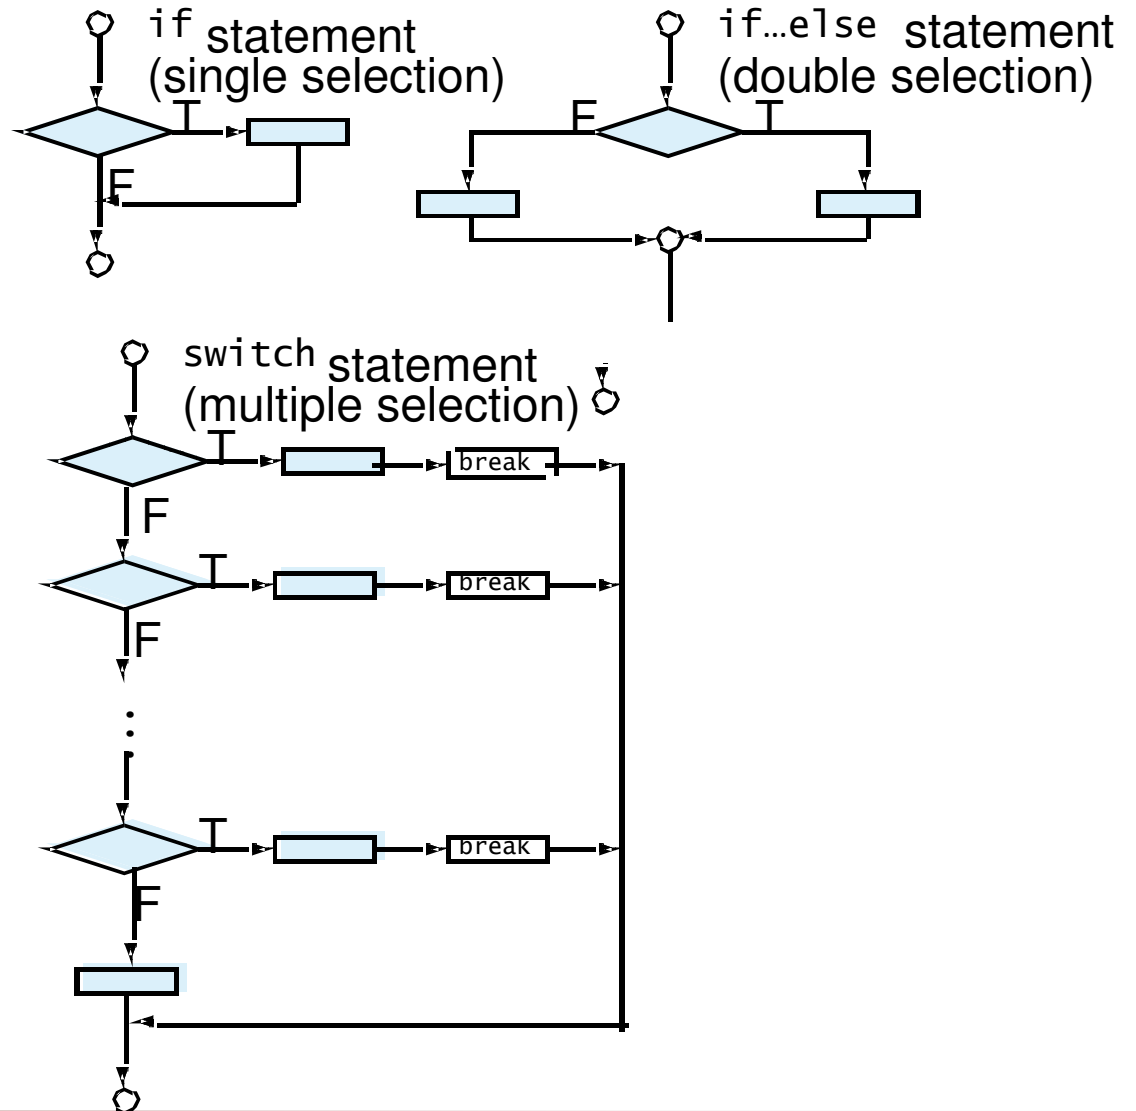 if statement
(single selection)
T
F
if…else statement
(double selection)
F
T
switch statement
(multiple selection)
T
break
F
T
break
F
T
break
F